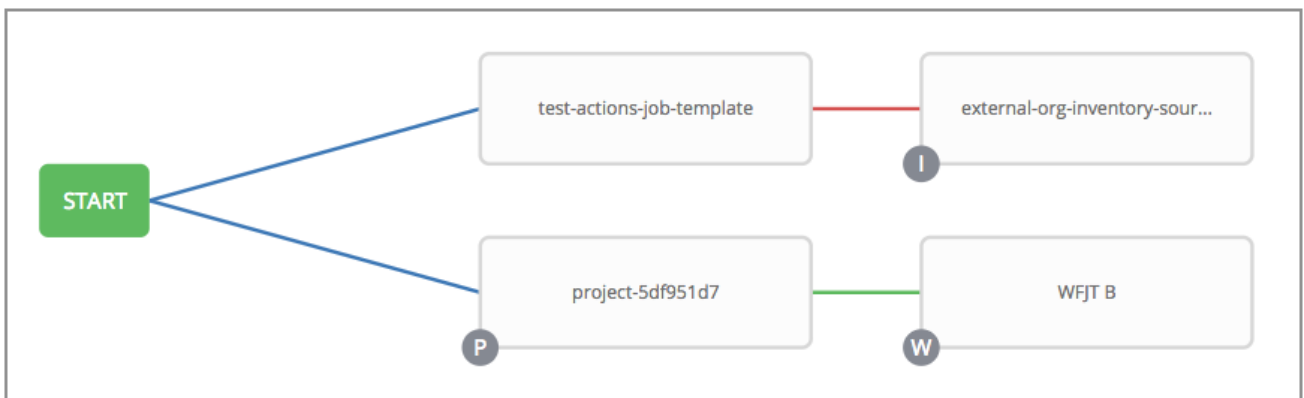 test-actions-job-template
external-org-inventory-sour...
I
START
project-5df951d7
WFJT B
P
W